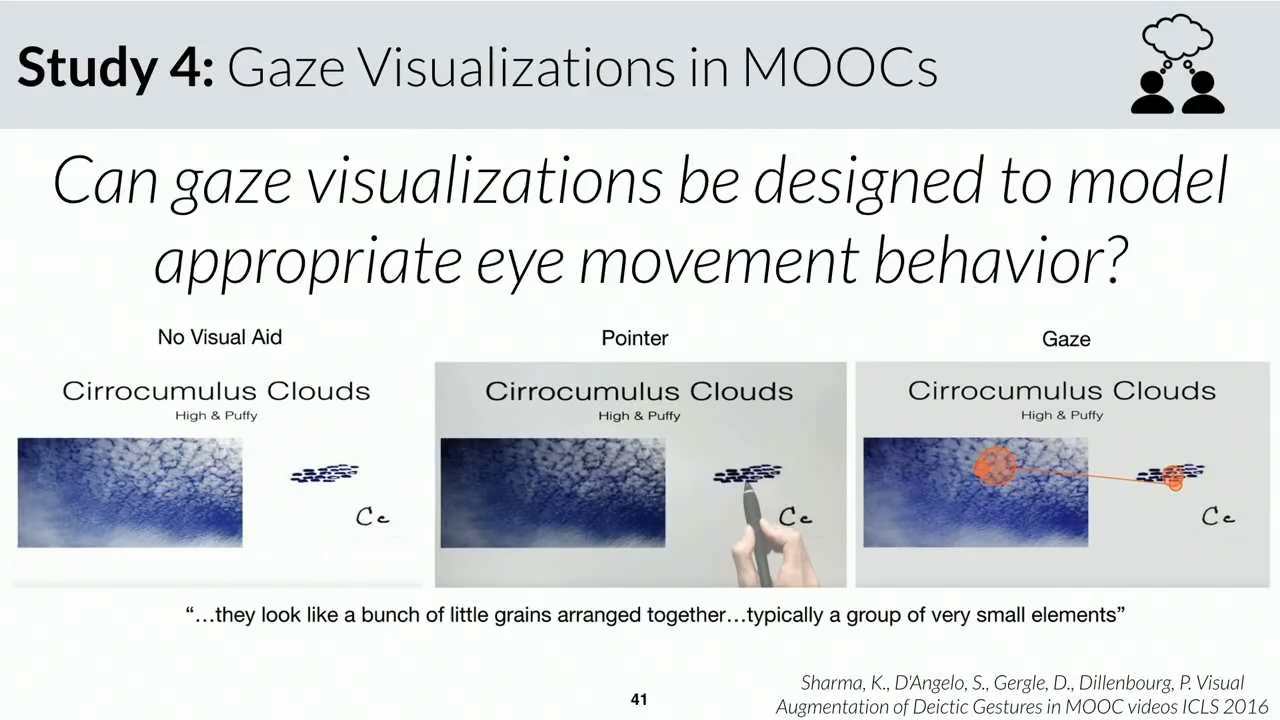 Study 4: Gaze Visualizations in MOOCs
Can gaze visualizations be designed to model
appropriate eye movement behavior?
No Visual Aid
Cirrocumulus Clouds
High & Puffy
Cc
Pointer
Cirrocumulus Clouds
High & Puffy
Cc
Gaze
Cirrocumulus Clouds
High & Puffy
Cc
“...they look like a bunch of little grains arranged together...typically a group of very small elements”
Sharma, K., D'Angelo, S., Gergle, D., Dillenbourg, P. Visual
Augmentation of Deictic Gestures in MOOC videos ICLS 2016
41